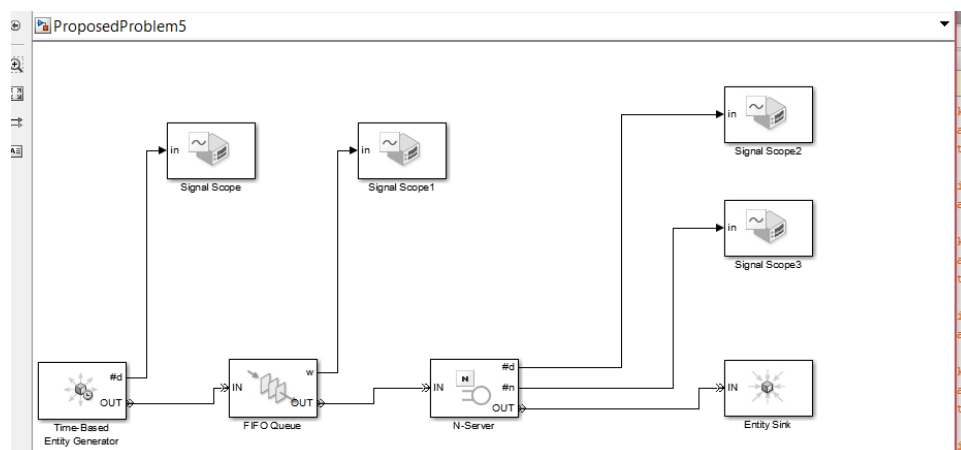 ProposedProblem5
in
Signal Scope
in
Signal Scope1
in
Signal Scope2
in
Signal Scope3
#d
OUT
Time-Based
Entity Generator
w
IN
OUT
FIFO Queue
N
#d
IN
#n
OUT
N-Server
IN
Entity Sink